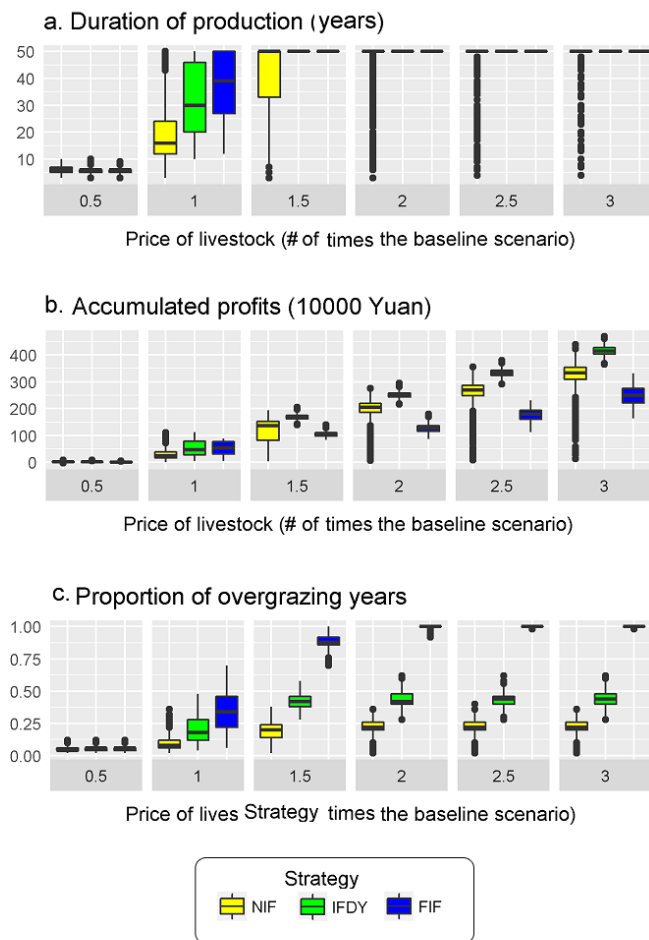 a. Duration of production (years)
50
40
30
20
10
0.5 1 1.5 2 2.5 3
Price of livestock (# of times the baseline scenario)
b. Accumulated profits (10000 Yuan)
400
300
200
100
0
0.5 1 1.5 2 2.5 3
Price of livestock (# of times the baseline scenario)
c. Proportion of overgrazing years
1.00
0.75
0.50
0.25
0.00
0.5 1 1.5 2 2.5 3
Price of lives Strategy times the baseline scenario)
Strategy
NIF IFDY FIF